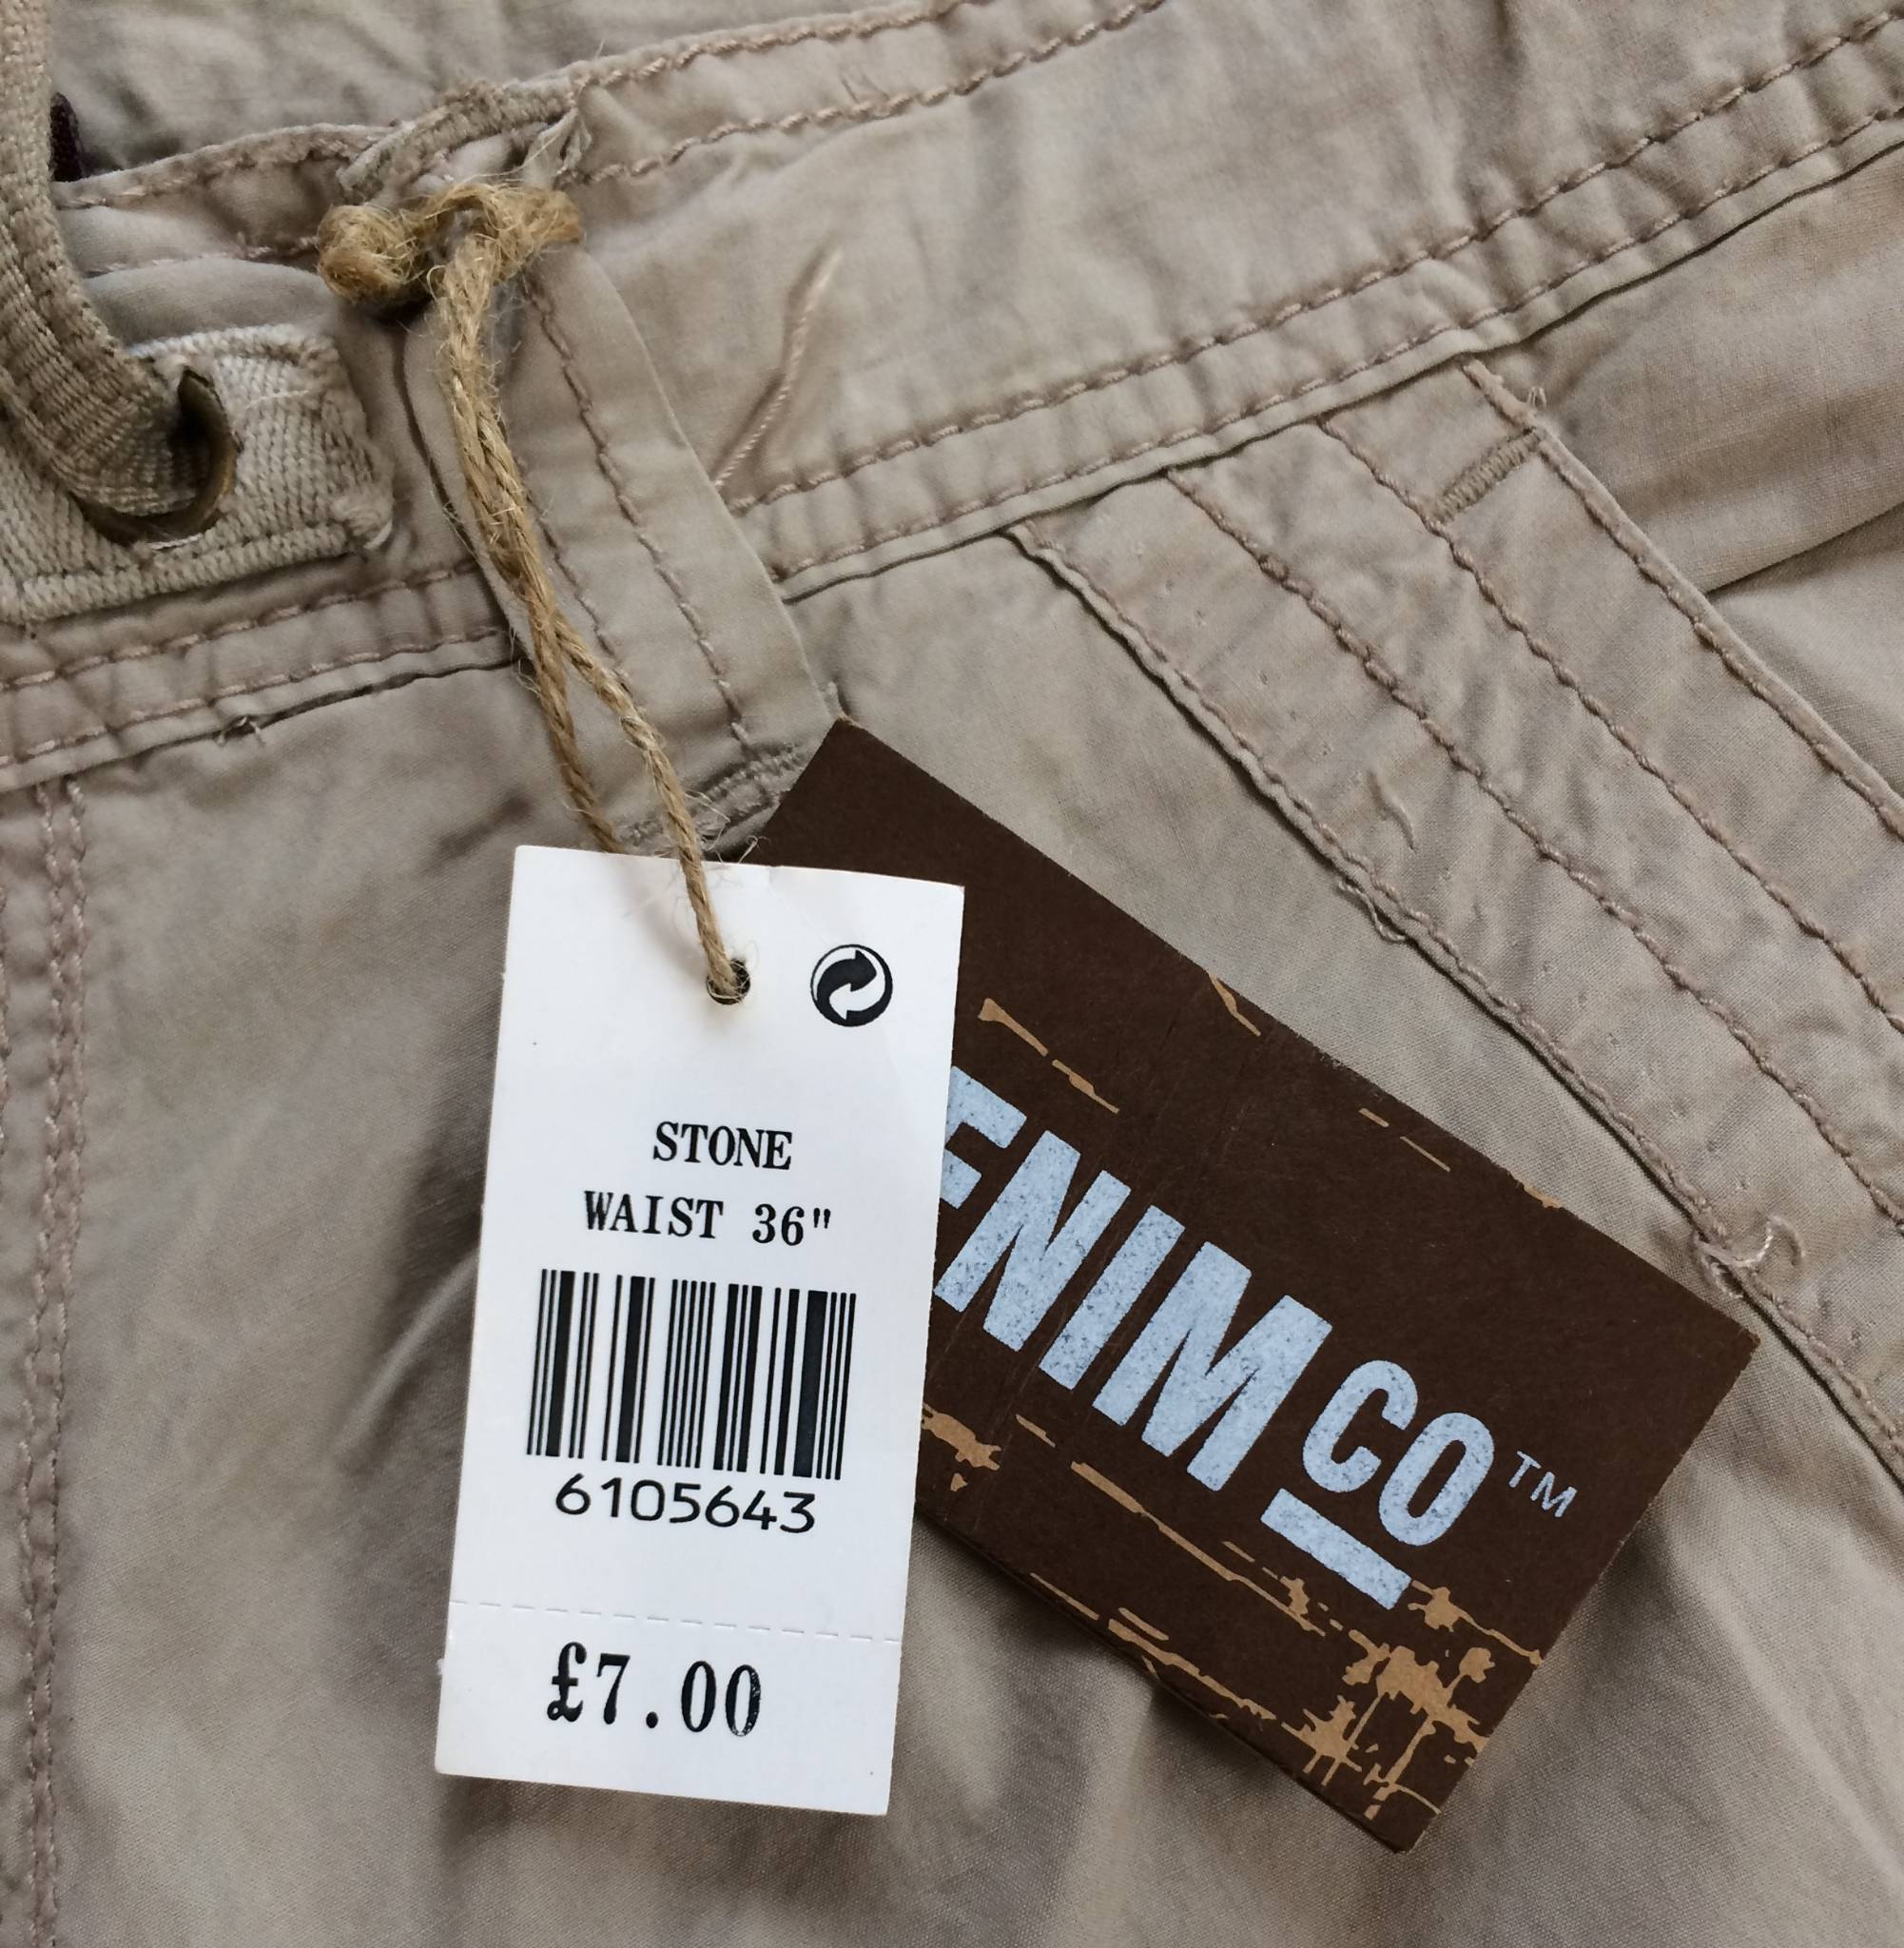 STONE
WAIST 36"
6105643
£7.00
ENIM CO™